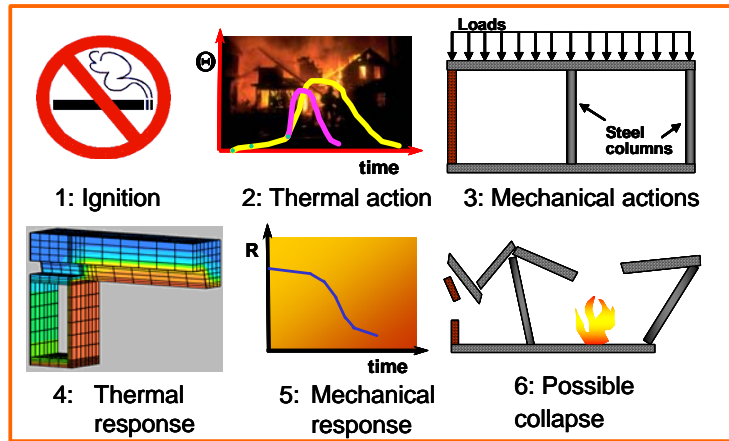 Loads
Θ
time
Steel
columns
1: Ignition
2: Thermal action
3: Mechanical actions
R
time
4: Thermal
response
5: Mechanical
response
6: Possible
collapse